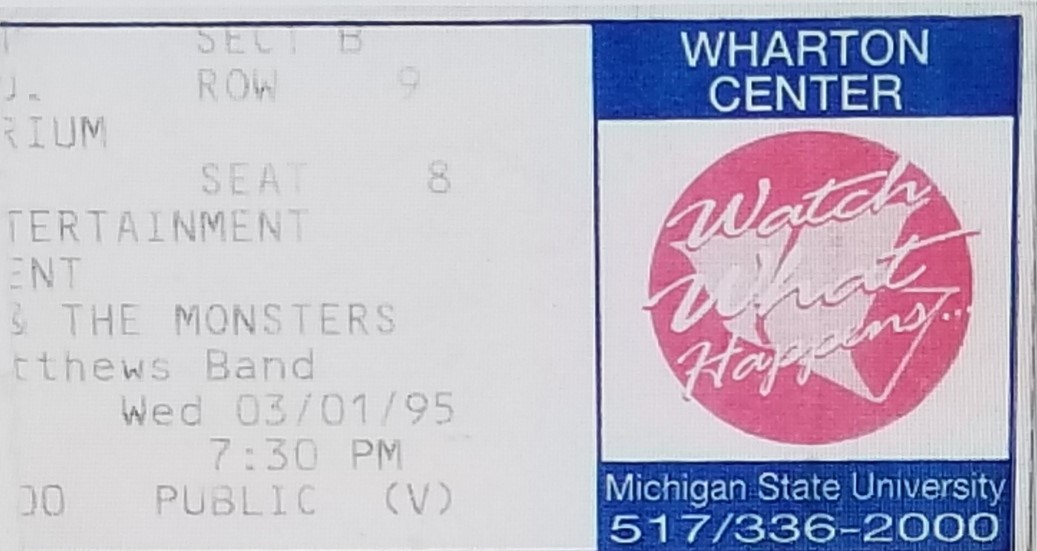 SECT B
ROW 9
RIUM
SEAT 8
TERTAINMENT
ENT
& THE MONSTERS
tthews Band
Wed 03/01/95
7:30 PM
00 PUBLIC (V)
WHARTON
CENTER
Watch
What
Happens...
Michigan State University
517/336-2000